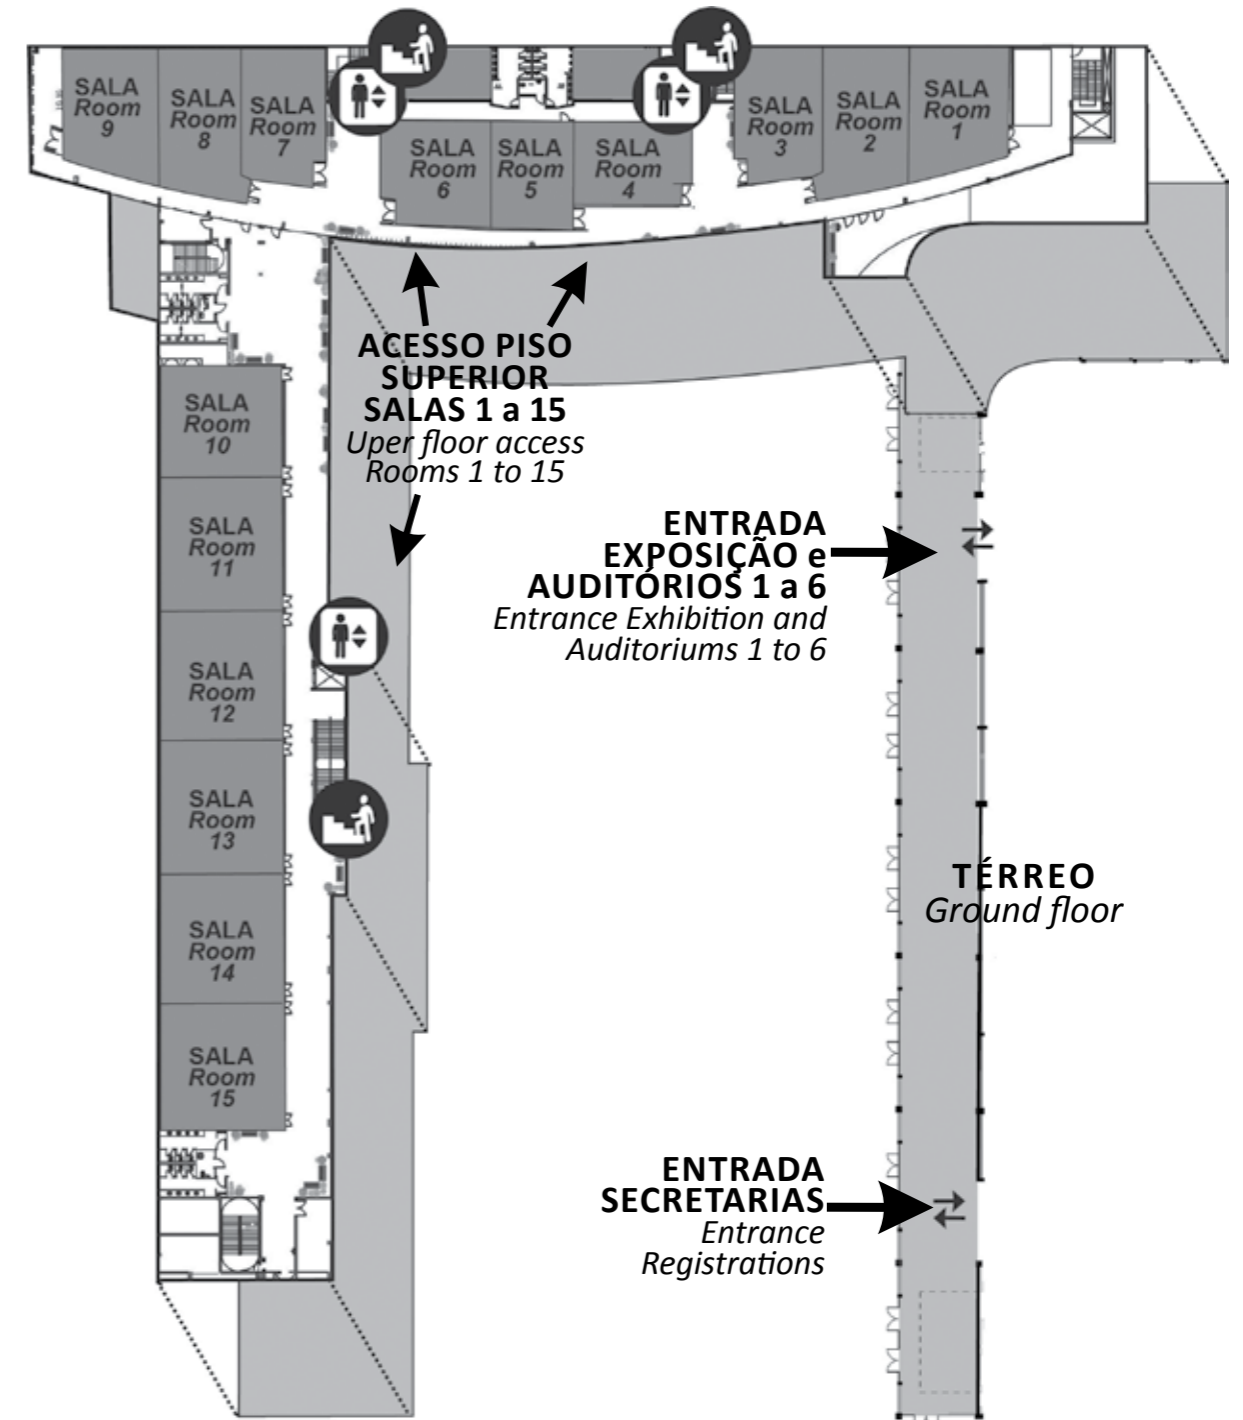 SALA
Room
9
SALA
Room
8
SALA
Room
7
SALA
Room
6
SALA
Room
5
SALA
Room
4
SALA
Room
3
SALA
Room
2
SALA
Room
1
ACESSO PISO
SUPERIOR
SALAS 1 a 15
Uper floor access
Rooms 1 to 15
SALA
Room
10
SALA
Room
11
SALA
Room
12
SALA
Room
13
SALA
Room
14
SALA
Room
15
ENTRADA
EXPOSIÇÃO e
AUDITÓRIOS 1 a 6
Entrance Exhibition and
Auditoriums 1 to 6
TÉRREO
Ground floor
ENTRADA
SECRETARIAS
Entrance
Registrations